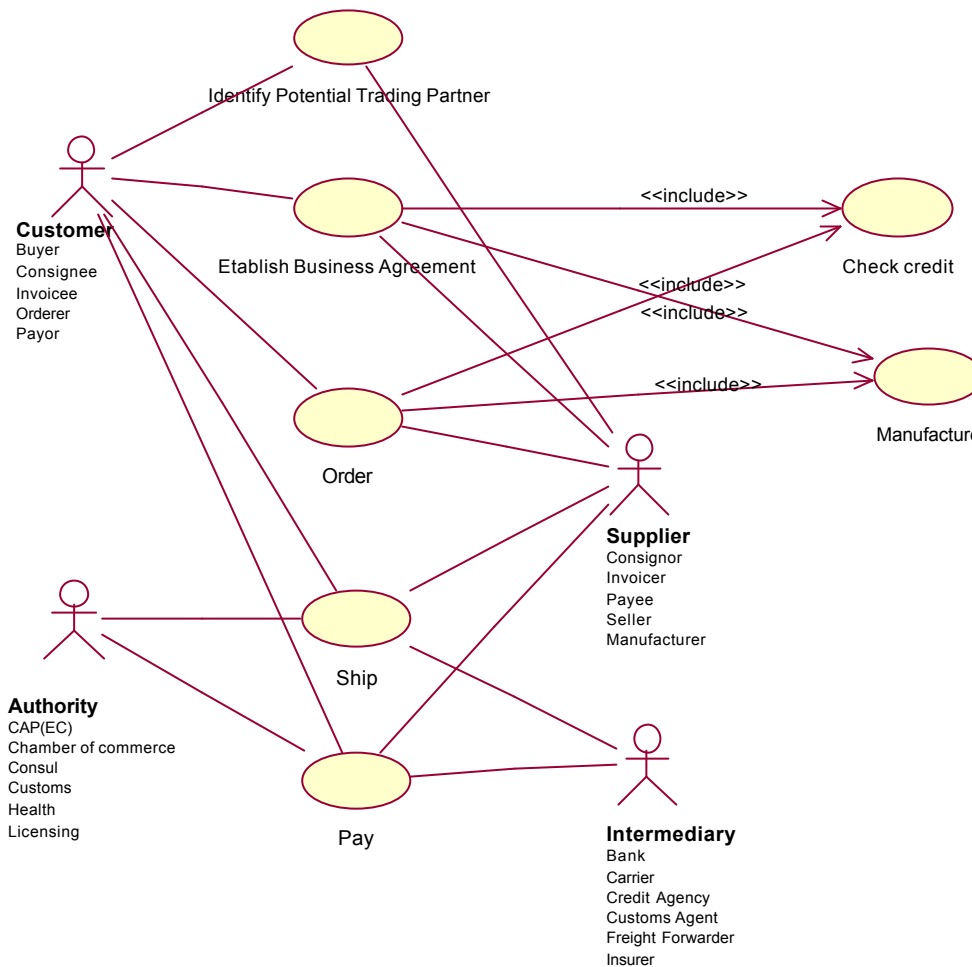 Identify Potential Trading Partner
Customer
Buyer
Consignee
Invoicee
Orderer
Payor
Etablish Business Agreement
<<include>>
Check credit
<<include>>
<<include>>
<<include>>
Manufacture
Order
Supplier
Consignor
Invoicer
Payee
Seller
Manufacturer
Ship
Authority
CAP(EC)
Chamber of commerce
Consul
Customs
Health
Licensing
Pay
Intermediary
Bank
Carrier
Credit Agency
Customs Agent
Freight Forwarder
Insurer